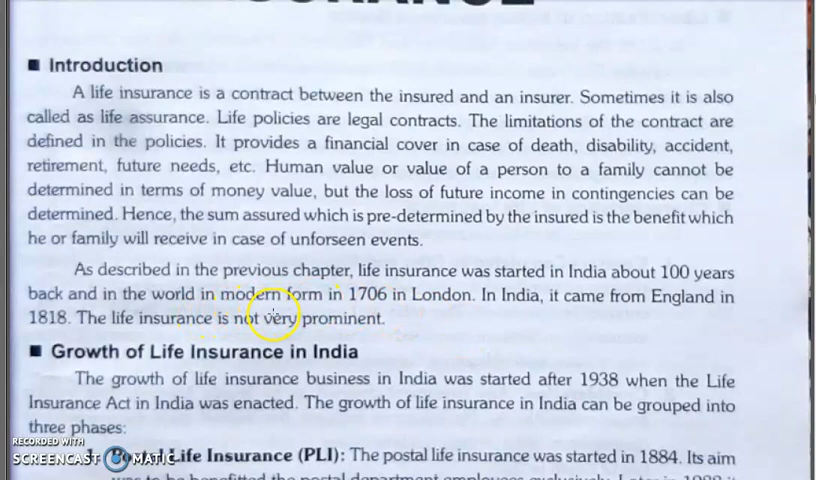 ■ Introduction
A life insurance is a contract between the insured and an insurer. Sometimes it is also
called as life assurance. Life policies are legal contracts. The limitations of the contract are
defined in the policies. It provides a financial cover in case of death, disability, accident,
retirement, future needs, etc. Human value or value of a person to a family cannot be
determined in terms of money value, but the loss of future income in contingencies can be
determined. Hence, the sum assured which is pre-determined by the insured is the benefit which
he or family will receive in case of unforseen events.
As described in the previous chapter, life insurance was started in India about 100 years
back and in the world in modern form in 1706 in London. In India, it came from England in
1818. The life insurance is not very prominent.
■ Growth of Life Insurance in India
The growth of life insurance business in India was started after 1938 when the Life
Insurance Act in India was enacted. The growth of life insurance in India can be grouped into
three phases:
RECORDED WITH
SCREENCAST MATIC
Postal Life Insurance (PLI): The postal life insurance was started in 1884. Its aim